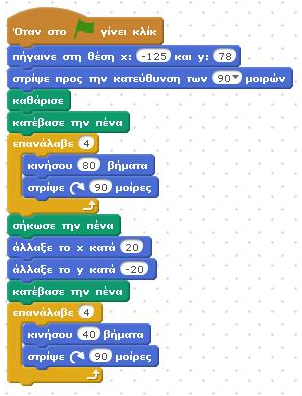 Όταν στο γίνει κλίκ
πήγαινε στη θέση x: -125 και y: 78
στρίψε προς την κατεύθυνση των 90 μοιρών
καθάρισε
κατέβασε την πένα
επανάλαβε 4
κινήσου 80 βήματα
στρίψε 90 μοίρες
σήκωσε την πένα
άλλαξε το x κατά 20
άλλαξε το y κατά -20
κατέβασε την πένα
επανάλαβε 4
κινήσου 40 βήματα
στρίψε 90 μοίρες